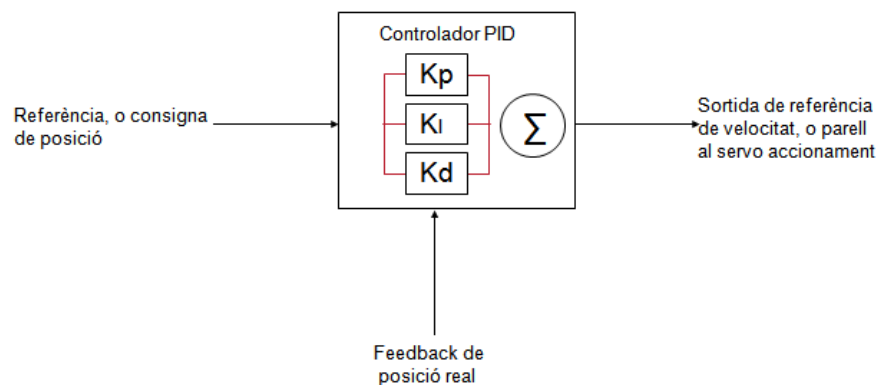 Controlador PID
Kp
KI
Kd
Σ
Referència, o consigna
de posició
Sortida de referència
de velocitat, o parell
al servo accionament
Feedback de
posició real